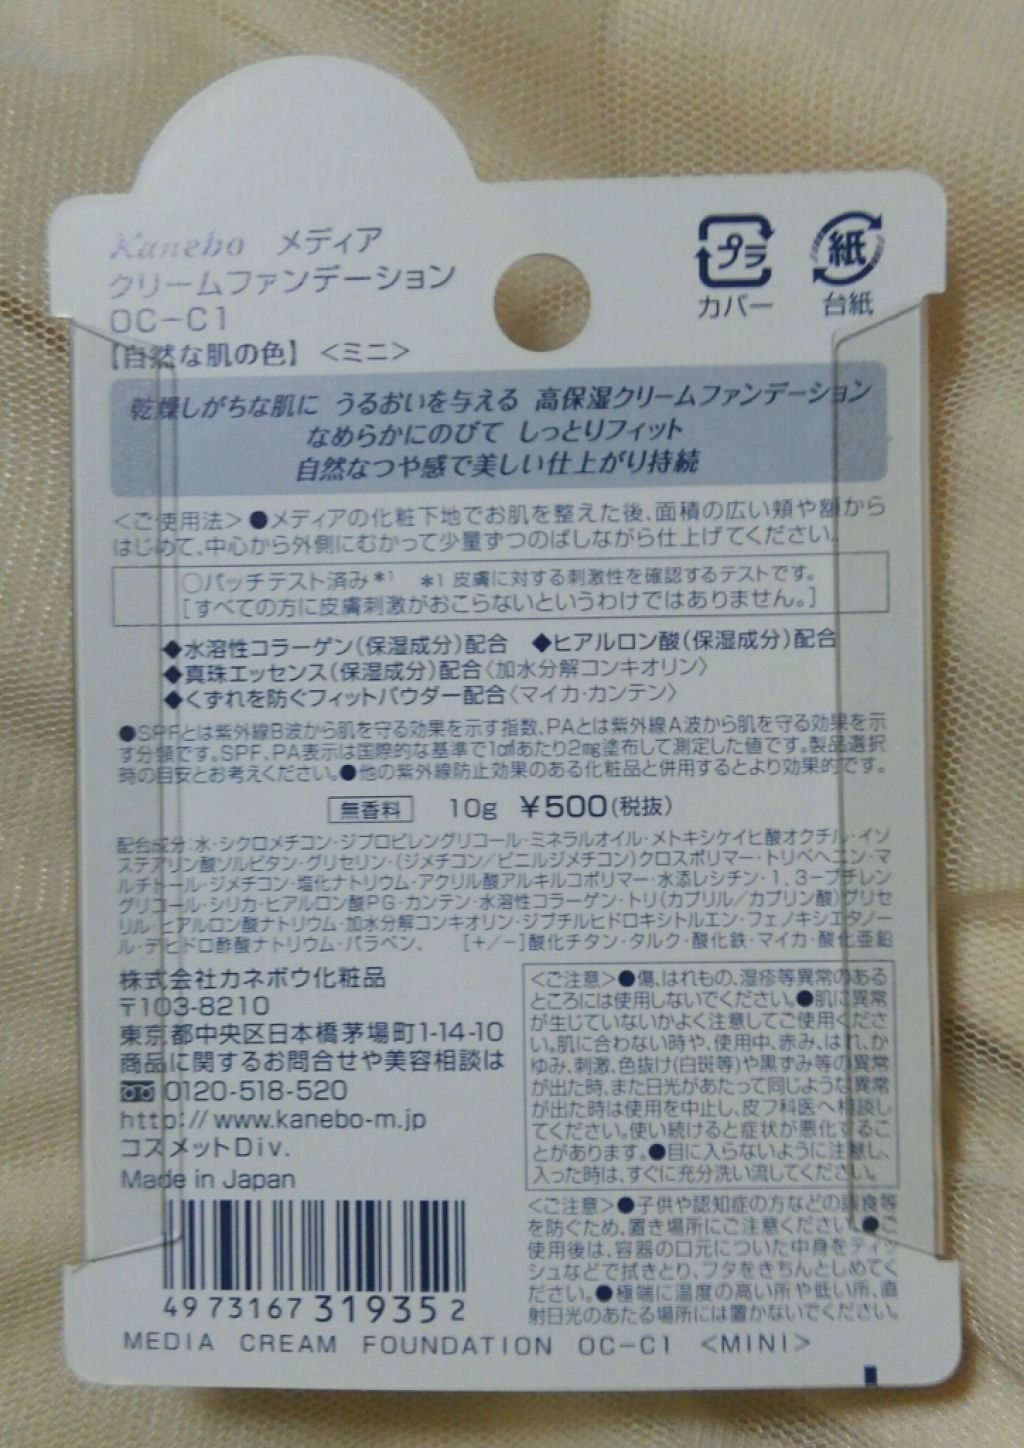 Kanebo メディア
クリームファンデーション
OC-C1
【自然な肌の色】 <ミニ>
プラ
カバー
紙
台紙
乾燥しがちな肌に うるおいを与える 高保湿クリームファンデーション
なめらかにのびて しっとりフィット
自然なつや感で美しい仕上がり持続
<ご使用法>●メディアの化粧下地でお肌を整えた後、面積の広い頬や額から
はじめて、中心から外側にむかって少量ずつのばしながら仕上げてください。
○パッチテスト済み*1 *1 皮膚に対する刺激性を確認するテストです。
[すべての方に皮膚刺激がおこらないというわけではありません。]
◆水溶性コラーゲン(保湿成分)配合 ◆ヒアルロン酸(保湿成分)配合
◆真珠エッセンス(保湿成分)配合〈加水分解コンキオリン〉
◆くずれを防ぐフィットパウダー配合〈マイカ・カンテン〉
●SPFとは紫外線B波から肌を守る効果を示す指数、PAとは紫外線A波から肌を守る効果を示
す分類です。SPF、PA表示は国際的な基準で1㎠あたり2㎎塗布して測定した値です。製品選択
時の目安とお考えください。●他の紫外線防止効果のある化粧品と併用するとより効果的です。
無香料 10g ¥500(税抜)
配合成分:水・シクロメチコン・ジプロピレングリコール・ミネラルオイル・メトキシケイヒ酸オクチル・イソ
ステアリン酸ソルビタン・グリセリン・(ジメチコン/ビニルジメチコン)クロスポリマー・トリベヘニン・マ
ルチトール・ジメチコン・塩化ナトリウム・アクリル酸アルキルコポリマー・水添レシチン・1,3-ブチレン
グリコール・シリカ・ヒアルロン酸PG・カンテン・水溶性コラーゲン・トリ(カプリル/カプリン酸)グリセ
リル・ヒアルロン酸ナトリウム・加水分解コンキオリン・ジブチルヒドロキシトルエン・フェノキシエタノー
ル・デヒドロ酢酸ナトリウム・パラベン、 [+/-]酸化チタン・タルク・酸化鉄・マイカ・酸化亜鉛
株式会社カネボウ化粧品
〒103-8210
東京都中央区日本橋茅場町1-14-10
商品に関するお問合せや美容相談は
0120-518-520
http://www.kanebo-m.jp
コスメットDiv.
Made in Japan
<ご注意>●傷、はれもの、湿疹等異常のある
ところには使用しないでください。●肌に異常
が生じていないかよく注意してご使用くださ
い。肌に合わない時や、使用中、赤み、はれ、か
ゆみ、刺激、色抜け(白斑等)や黒ずみ等の異常
が出た時、また日光があたって同じような異常
が出た時は使用を中止し、皮フ科医へ相談し
てください。使い続けると症状が悪化するこ
とがあります。●目に入らないように注意し、
入った時は、すぐに充分洗い流してください。
<ご注意>●子供や認知症の方などの誤食等
を防ぐため、置き場所にご注意ください。●ご
使用後は、容器の口元についた中身をティッ
シュなどで拭きとり、フタをきちんとしめてく
ださい。●極端に温度の高い所や低い所、直
射日光のあたる場所には置かないでください。
49 73167 319352
MEDIA CREAM FOUNDATION OC-C1 <MINI>